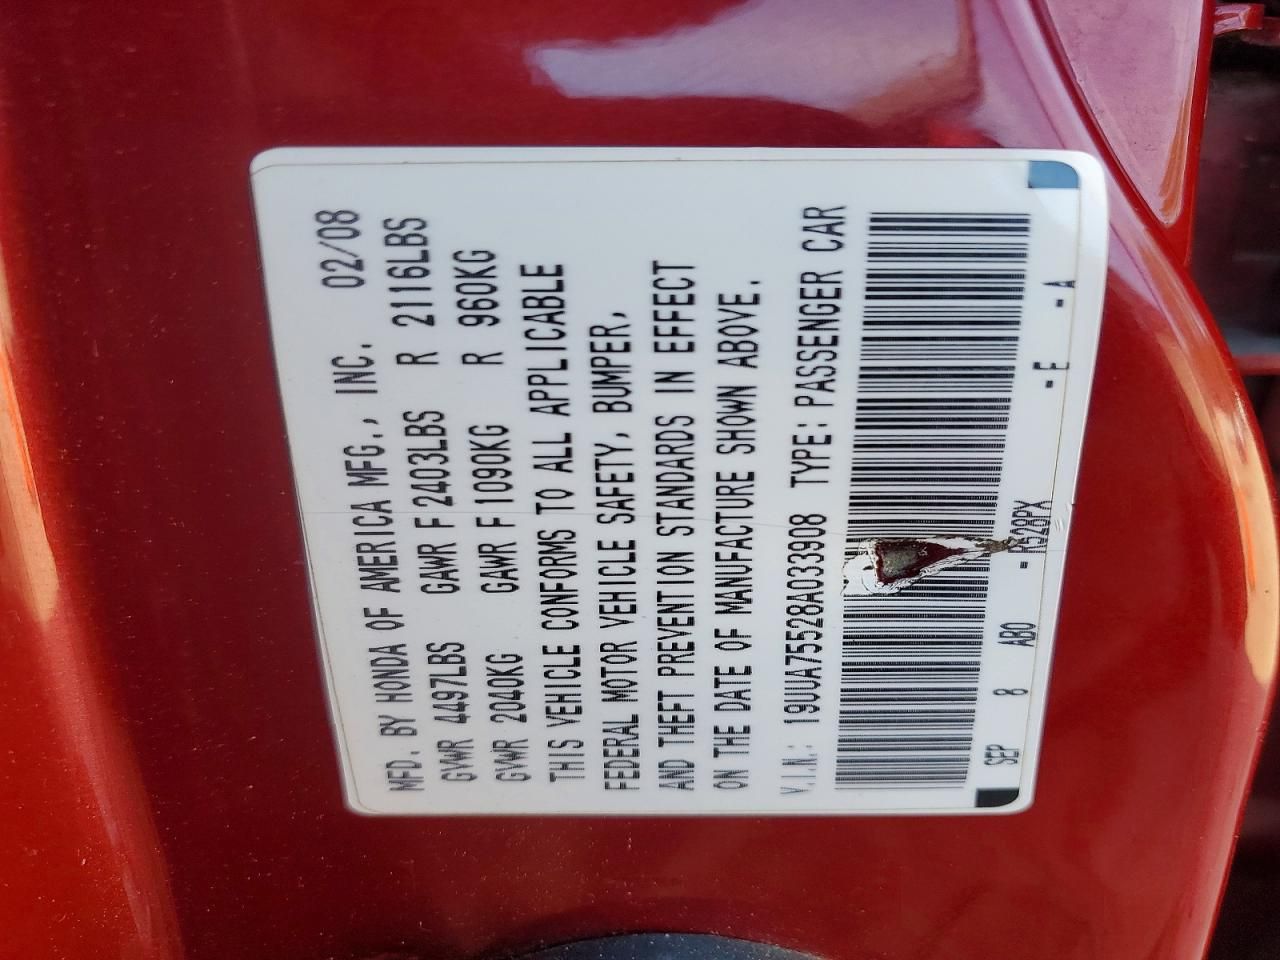 MFD. BY HONDA OF AMERICA MFG., INC. 02/08
GVWR 4497LBS GAWR F 2403LBS R 2116LBS
GVWR 2040KG GAWR F 1090KG R 960KG
THIS VEHICLE CONFORMS TO ALL APPLICABLE
FEDERAL MOTOR VEHICLE SAFETY, BUMPER,
AND THEFT PREVENTION STANDARDS IN EFFECT
ON THE DATE OF MANUFACTURE SHOWN ABOVE.
V.I.N.: 19UUA75528A033908 TYPE: PASSENGER CAR
SEP 8 AB0 -R528PX -E -A